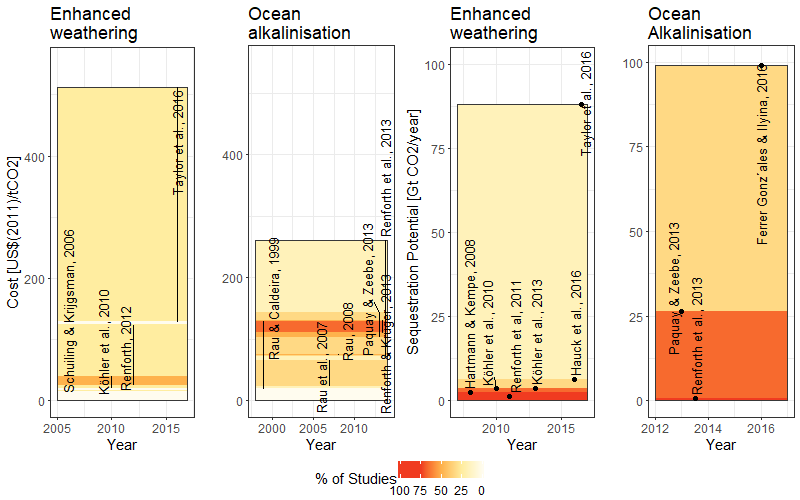 Enhanced
weathering
Ocean
alkalinisation
Enhanced
weathering
Ocean
Alkalinisation
Cost [US$(2011)/tCO2]
400
200
0
Schuiling & Krijgsman, 2006
Köhler et al., 2010
Renforth, 2012
Taylor et al., 2016
2005
2010
2015
Year
400
200
0
Rau & Caldeira, 1999
Rau et al., 2007
Rau, 2008
Paquay & Zeebe, 2013
Renforth et al., 2013
Renforth & Kruger, 2013
2000
2005
2010
Year
Sequestration Potential [Gt CO2/year]
100
75
50
25
0
Hartmann & Kempe, 2008
Köhler et al., 2010
Renforth et al, 2011
Köhler et al., 2013
Hauck et al., 2016
Taylor et al., 2016
2010
2015
Year
100
75
50
25
0
Paquay & Zeebe, 2013
Renforth et al., 2013
Ferrer Gonz´ales & Ilyina, 2016
2012
2014
2016
Year
% of Studies
100 75 50 25 0